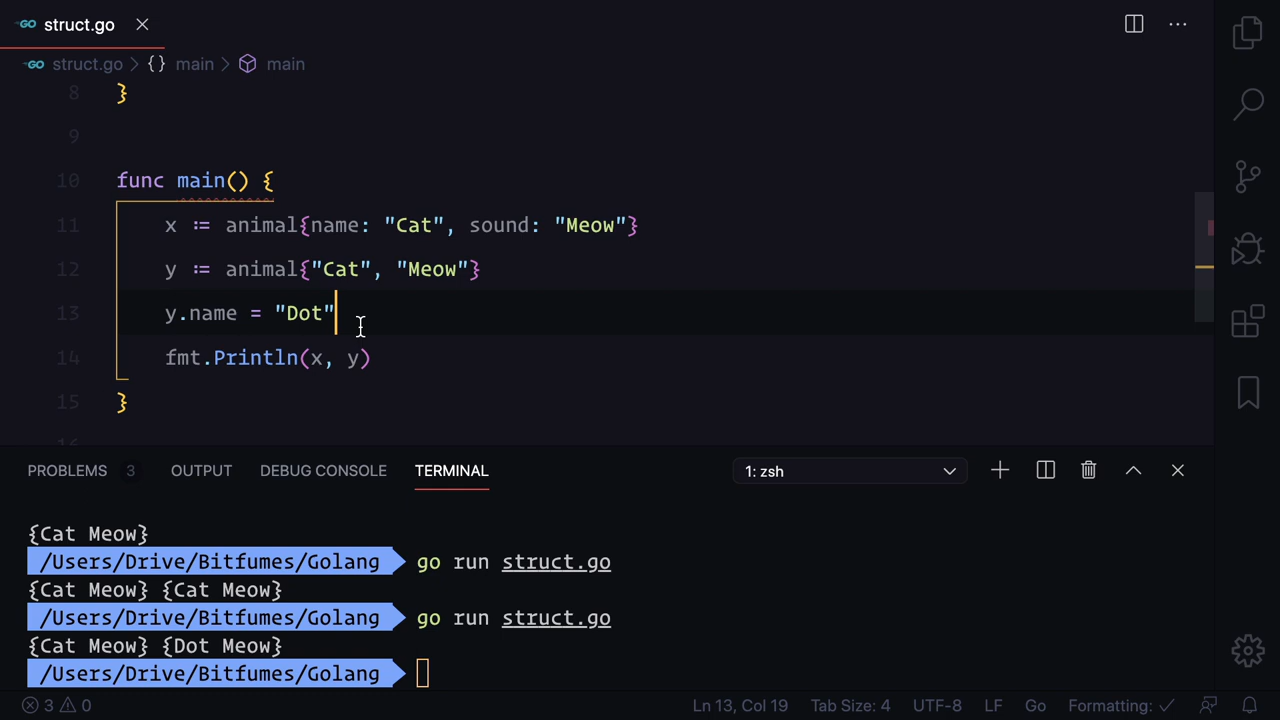 GO struct.go
GO struct.go > {} main > main
8 }
9
10 func main() {
11 x := animal{name: "Cat", sound: "Meow"}
12 y := animal{"Cat", "Meow"}
13 y.name = "Dot"
14 fmt.Println(x, y)
15 }
16
PROBLEMS 3 OUTPUT DEBUG CONSOLE TERMINAL 1: zsh
{Cat Meow}
/Users/Drive/Bitfumes/Golang go run struct.go
{Cat Meow} {Cat Meow}
/Users/Drive/Bitfumes/Golang go run struct.go
{Cat Meow} {Dot Meow}
/Users/Drive/Bitfumes/Golang
3 0 Ln 13, Col 19 Tab Size: 4 UTF-8 LF Go Formatting: ✓